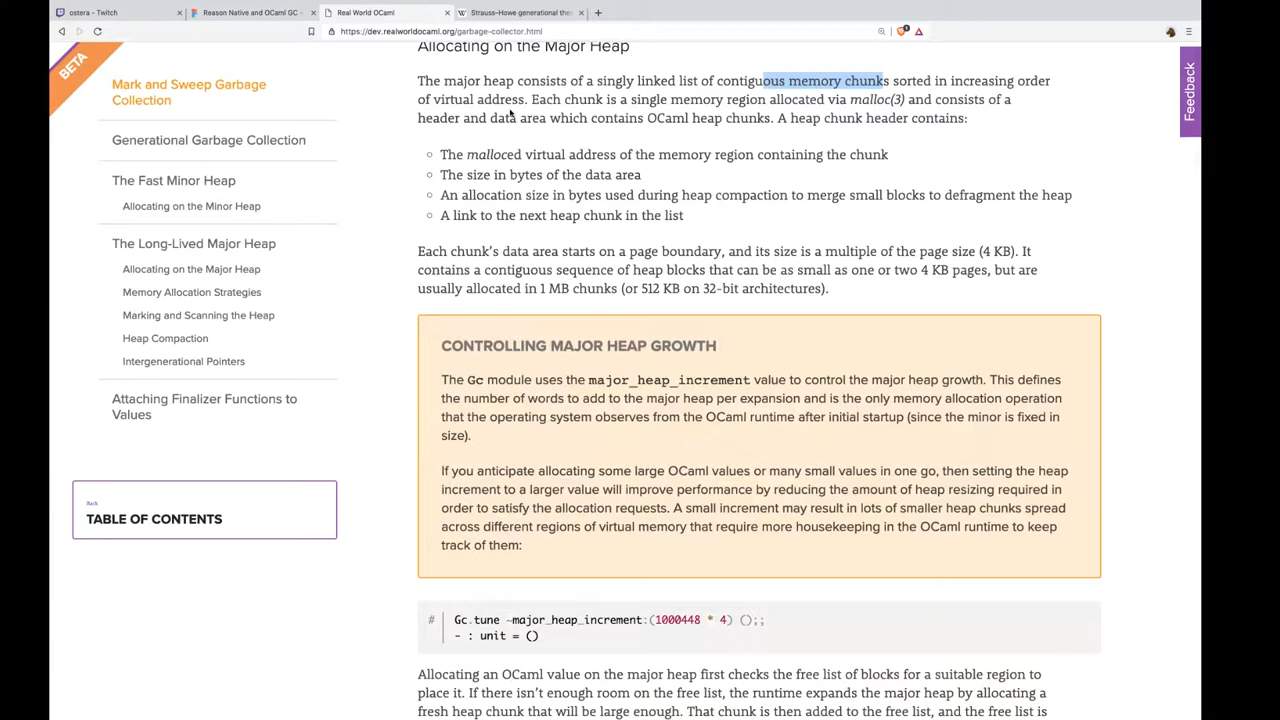 ostera - Twitch
Reason Native and OCaml GC –
Real World OCaml
Strauss–Howe generational the
https://dev.realworldocaml.org/garbage-collector.html
BETA
Mark and Sweep Garbage
Collection
Generational Garbage Collection
The Fast Minor Heap
Allocating on the Minor Heap
The Long-Lived Major Heap
Allocating on the Major Heap
Memory Allocation Strategies
Marking and Scanning the Heap
Heap Compaction
Intergenerational Pointers
Attaching Finalizer Functions to
Values
Back
TABLE OF CONTENTS
Allocating on the Major Heap
The major heap consists of a singly linked list of contiguous memory chunks sorted in increasing order
of virtual address. Each chunk is a single memory region allocated via malloc(3) and consists of a
header and data area which contains OCaml heap chunks. A heap chunk header contains:
The malloced virtual address of the memory region containing the chunk
The size in bytes of the data area
An allocation size in bytes used during heap compaction to merge small blocks to defragment the heap
A link to the next heap chunk in the list
Each chunk's data area starts on a page boundary, and its size is a multiple of the page size (4 KB). It
contains a contiguous sequence of heap blocks that can be as small as one or two 4 KB pages, but are
usually allocated in 1 MB chunks (or 512 KB on 32-bit architectures).
CONTROLLING MAJOR HEAP GROWTH
The Gc module uses the major_heap_increment value to control the major heap growth. This defines
the number of words to add to the major heap per expansion and is the only memory allocation operation
that the operating system observes from the OCaml runtime after initial startup (since the minor is fixed in
size).
If you anticipate allocating some large OCaml values or many small values in one go, then setting the heap
increment to a larger value will improve performance by reducing the amount of heap resizing required in
order to satisfy the allocation requests. A small increment may result in lots of smaller heap chunks spread
across different regions of virtual memory that require more housekeeping in the OCaml runtime to keep
track of them:
# Gc.tune ~major_heap_increment:(1000448 * 4) ();;
- : unit = ()
Allocating an OCaml value on the major heap first checks the free list of blocks for a suitable region to
place it. If there isn't enough room on the free list, the runtime expands the major heap by allocating a
fresh heap chunk that will be large enough. That chunk is then added to the free list, and the free list is
Feedback